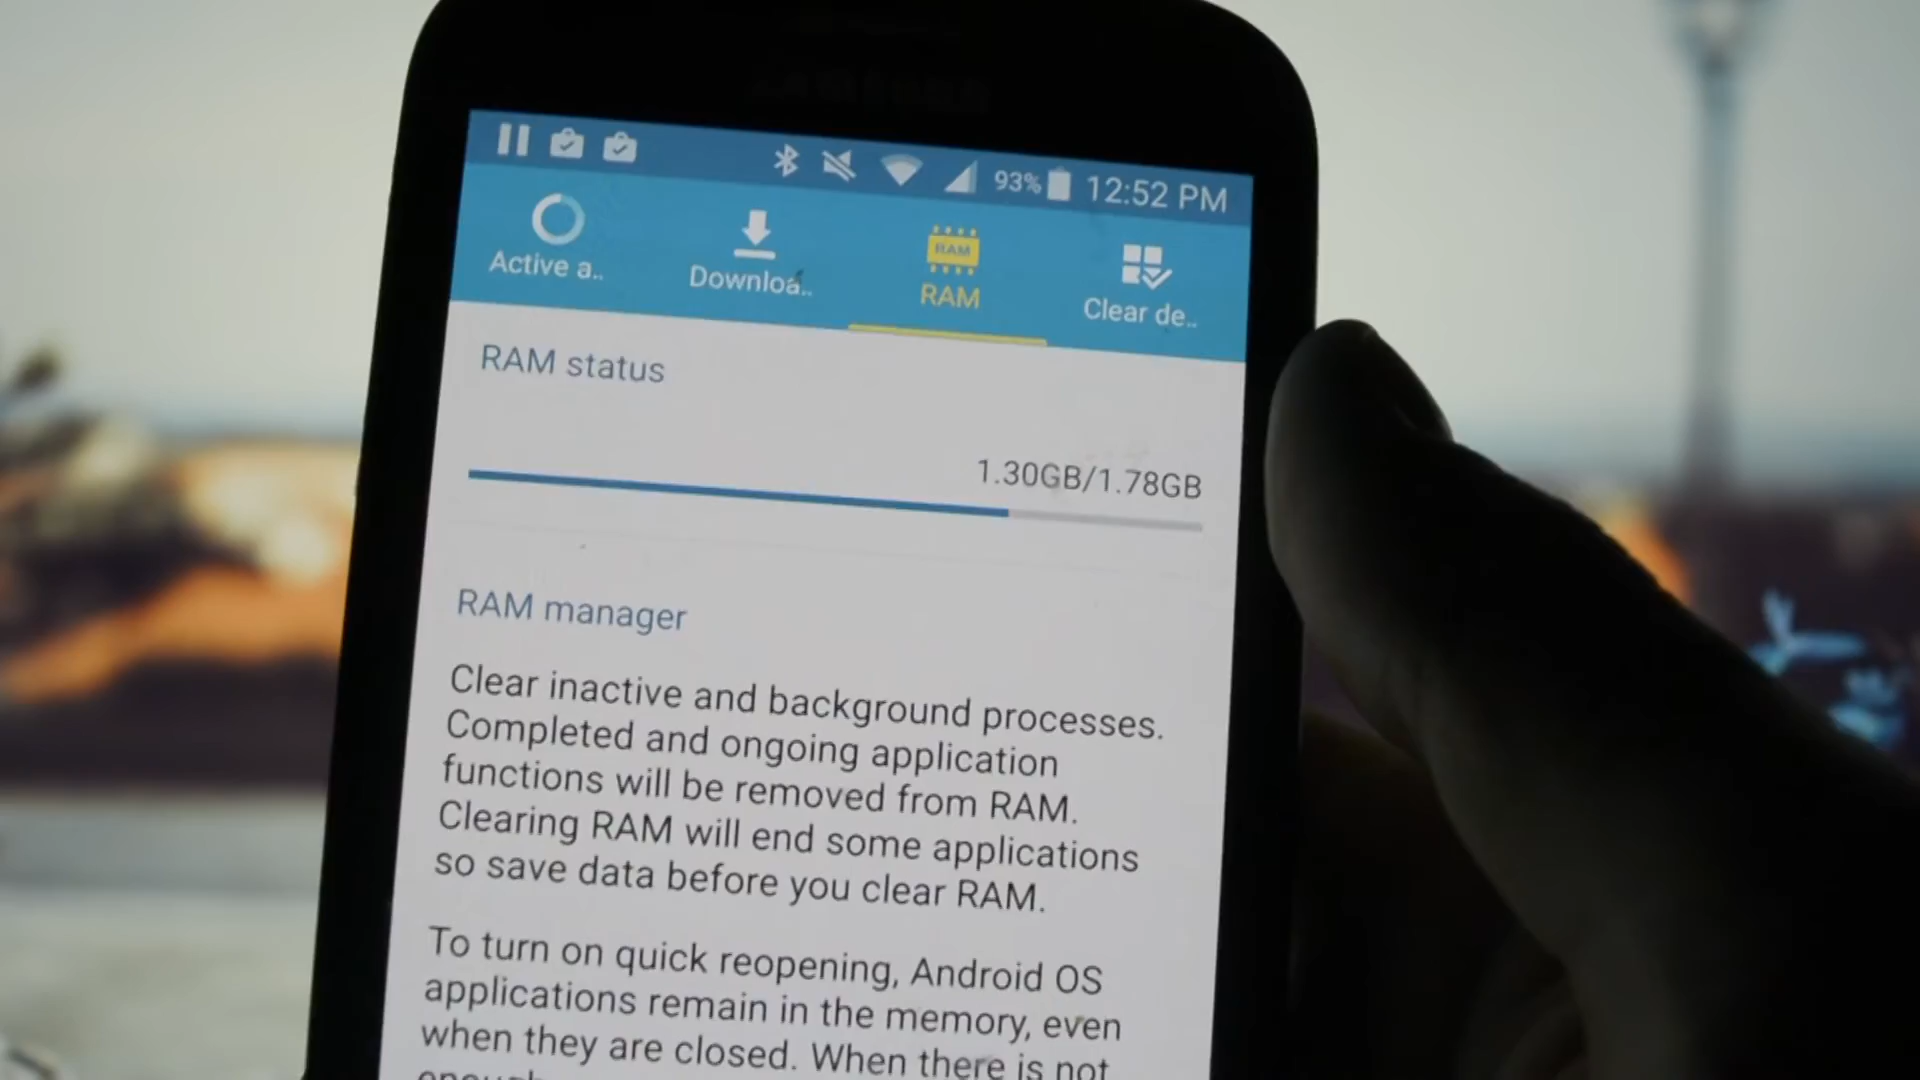 93% 12:52 PM
Active a..
Downloa..
RAM
RAM
Clear de..
RAM status
1.30GB/1.78GB
RAM manager
Clear inactive and background processes.
Completed and ongoing application
functions will be removed from RAM.
Clearing RAM will end some applications
so save data before you clear RAM.
To turn on quick reopening, Android OS
applications remain in the memory, even
when they are closed. When there is not